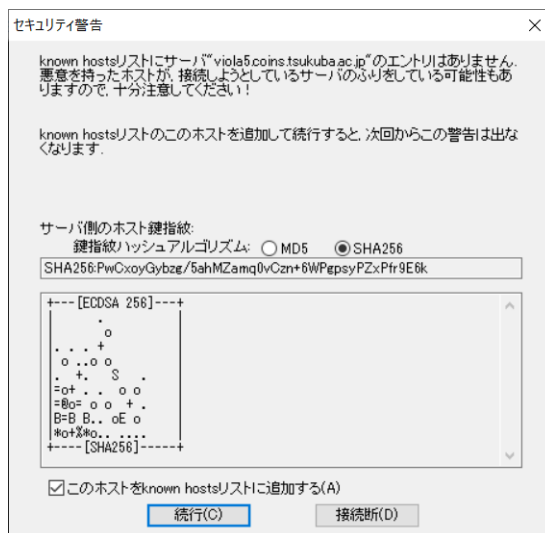 セキュリティ警告
known hostsリストにサーバ"viola5.coins.tsukuba.ac.jp"のエントリはありません.
悪意を持ったホストが, 接続しようとしているサーバのふりをしている可能性もあ
りますので, 十分注意してください!
known hostsリストのこのホストを追加して続行すると, 次回からこの警告は出な
くなります.
サーバ側のホスト鍵指紋:
鍵指紋ハッシュアルゴリズム: MD5 SHA256
SHA256:PwCxoyGybzg/5ahMZamq0vCzn+6WPgpsyPZxPfr9E6k
+---[ECDSA 256]---+
|      .          |
|       o         |
|. . . +          |
| o ..o o         |
|.  +.   S   .    |
|=o+ . .  o o     |
|=@o= o o  + .    |
|B=B B.. oE o     |
|*o+%*o.. ....    |
+----[SHA256]-----+
このホストをknown hostsリストに追加する(A)
続行(C) 接続断(D)